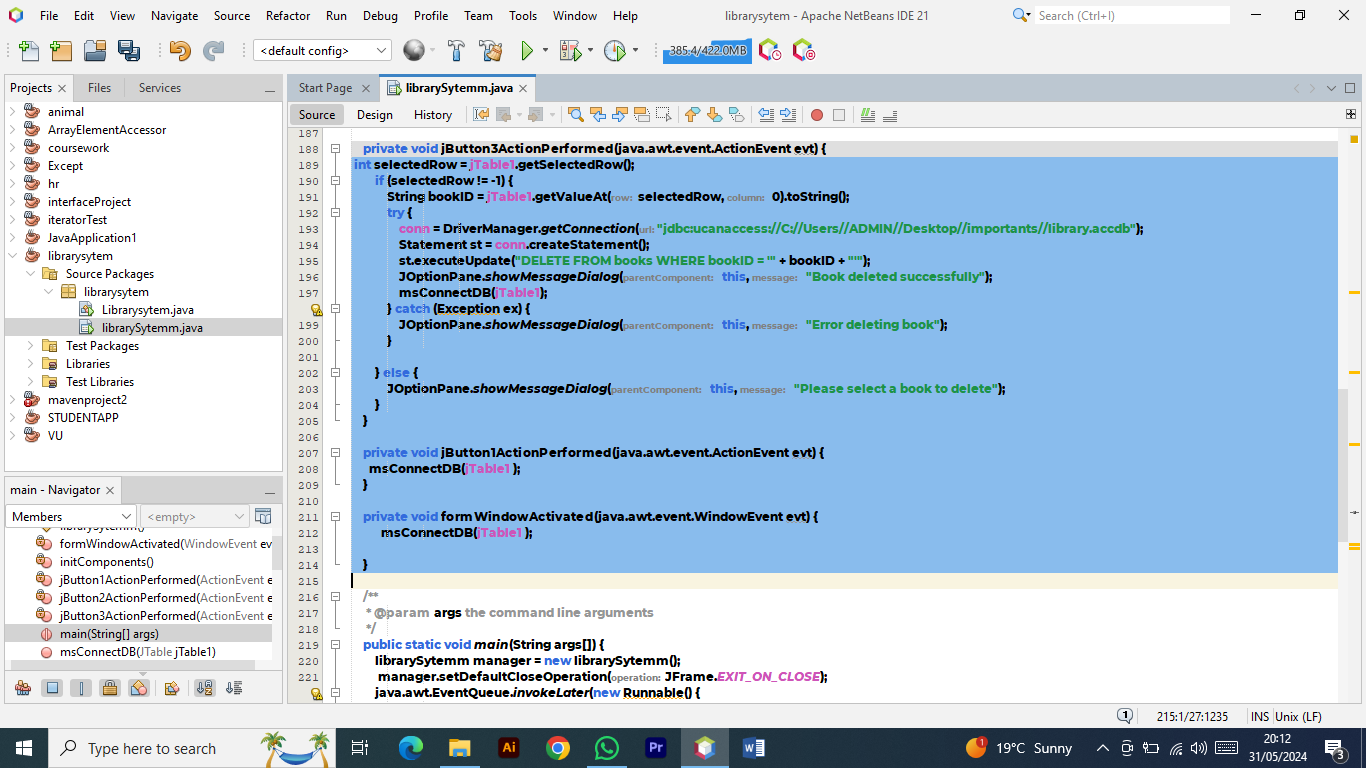 File Edit View Navigate Source Refactor Run Debug Profile Team Tools Window Help librarysytem - Apache NetBeans IDE 21 Search (Ctrl+I)
<default config> 385.4/422.0MB
Projects Files Services
animal
ArrayElementAccessor
coursework
Except
hr
interfaceProject
iteratorTest
JavaApplication1
librarysytem
Source Packages
librarysytem
Librarysytem.java
librarySytemm.java
Test Packages
Libraries
Test Libraries
mavenproject2
STUDENTAPP
VU
main - Navigator
Members <empty>
librarySytemm()
formWindowActivated(WindowEvent ev
initComponents()
jButton1ActionPerformed(ActionEvent e
jButton2ActionPerformed(ActionEvent e
jButton3ActionPerformed(ActionEvent e
main(String[] args)
msConnectDB(JTable jTable1)
Start Page librarySytemm.java
Source Design History
187
188 private void jButton3ActionPerformed(java.awt.event.ActionEvent evt) {
189 int selectedRow = jTable1.getSelectedRow();
190 if (selectedRow != -1) {
191 String bookID = jTable1.getValueAt(row: selectedRow, column: 0).toString();
192 try {
193 conn = DriverManager.getConnection(url: "jdbc:ucanaccess://C://Users//ADMIN//Desktop//importants//library.accdb");
194 Statement st = conn.createStatement();
195 st.executeUpdate("DELETE FROM books WHERE bookID = '" + bookID + "'");
196 JOptionPane.showMessageDialog(parentComponent: this, message: "Book deleted successfully");
197 msConnectDB(jTable1);
} catch (Exception ex) {
199 JOptionPane.showMessageDialog(parentComponent: this, message: "Error deleting book");
200 }
201
202 } else {
203 JOptionPane.showMessageDialog(parentComponent: this, message: "Please select a book to delete");
204 }
205 }
206
207 private void jButton1ActionPerformed(java.awt.event.ActionEvent evt) {
208 msConnectDB(jTable1 );
209 }
210
211 private void formWindowActivated(java.awt.event.WindowEvent evt) {
212 msConnectDB(jTable1 );
213
214 }
215
216 /**
217 * @param args the command line arguments
218 */
219 public static void main(String args[]) {
220 librarySytemm manager = new librarySytemm();
221 manager.setDefaultCloseOperation(operation: JFrame.EXIT_ON_CLOSE);
java.awt.EventQueue.invokeLater(new Runnable() {
1 215:1/27:1235 INS Unix (LF)
Type here to search Ai Pr 1 19°C Sunny 20:12
31/05/2024 3